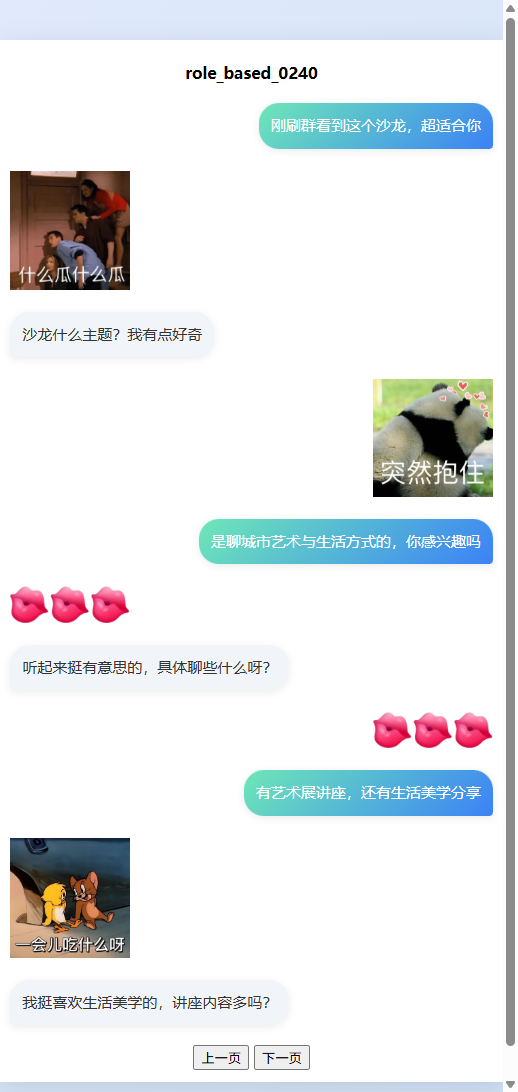 role_based_0240
刚刷群看到这个沙龙，超适合你
什么瓜什么瓜
沙龙什么主题？我有点好奇
突然抱住
是聊城市艺术与生活方式的，你感兴趣吗
听起来挺有意思的，具体聊些什么呀？
有艺术展讲座，还有生活美学分享
一会儿吃什么呀
我挺喜欢生活美学的，讲座内容多吗？
上一页 下一页